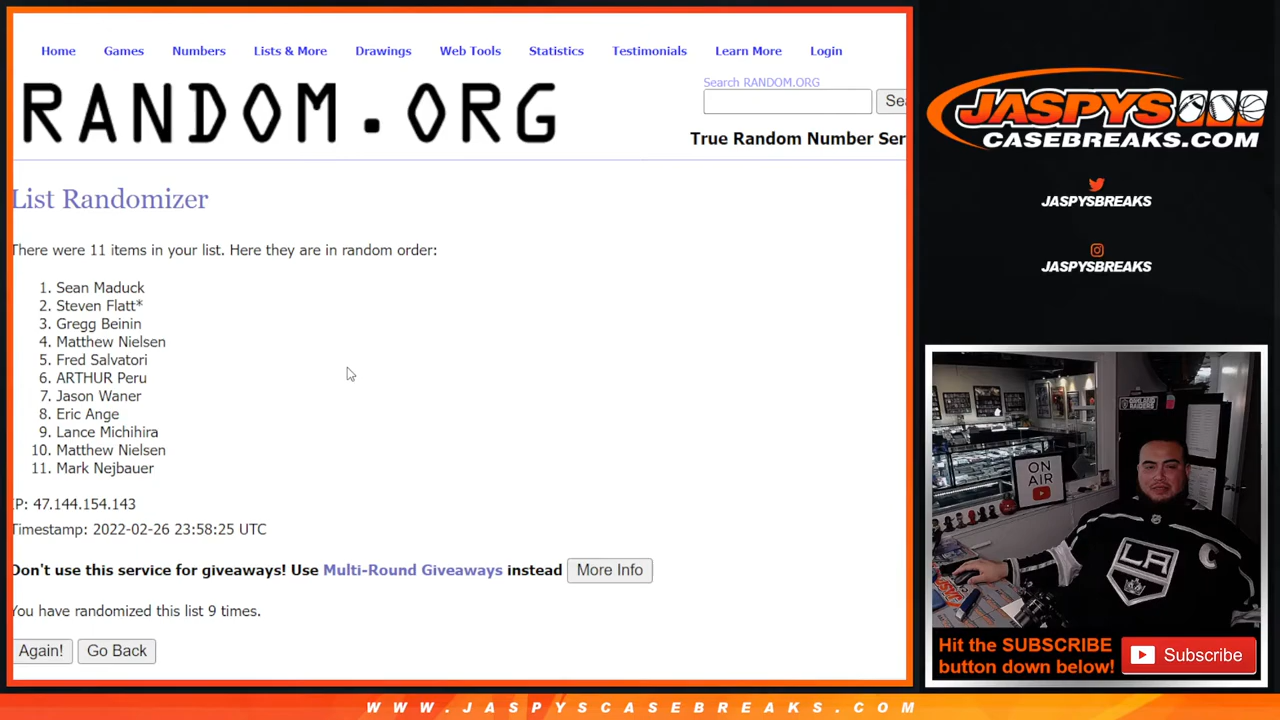 Home Games Numbers Lists & More Drawings Web Tools Statistics Testimonials Learn More Login
RANDOM.ORG
Search RANDOM.ORG
Sea
True Random Number Ser
List Randomizer
There were 11 items in your list. Here they are in random order:
1. Sean Maduck
2. Steven Flatt*
3. Gregg Beinin
4. Matthew Nielsen
5. Fred Salvatori
6. ARTHUR Peru
7. Jason Waner
8. Eric Ange
9. Lance Michihira
10. Matthew Nielsen
11. Mark Nejbauer
IP: 47.144.154.143
Timestamp: 2022-02-26 23:58:25 UTC
Don't use this service for giveaways! Use Multi-Round Giveaways instead More Info
You have randomized this list 9 times.
Again! Go Back
JASPYS
CASEBREAKS.COM
JASPYSBREAKS
JASPYSBREAKS
OAKLAND
RAIDERS
ON
AIR
LA
C
Hit the SUBSCRIBE
button down below!
Subscribe
WWW.JASPYSCASEBREAKS.COM